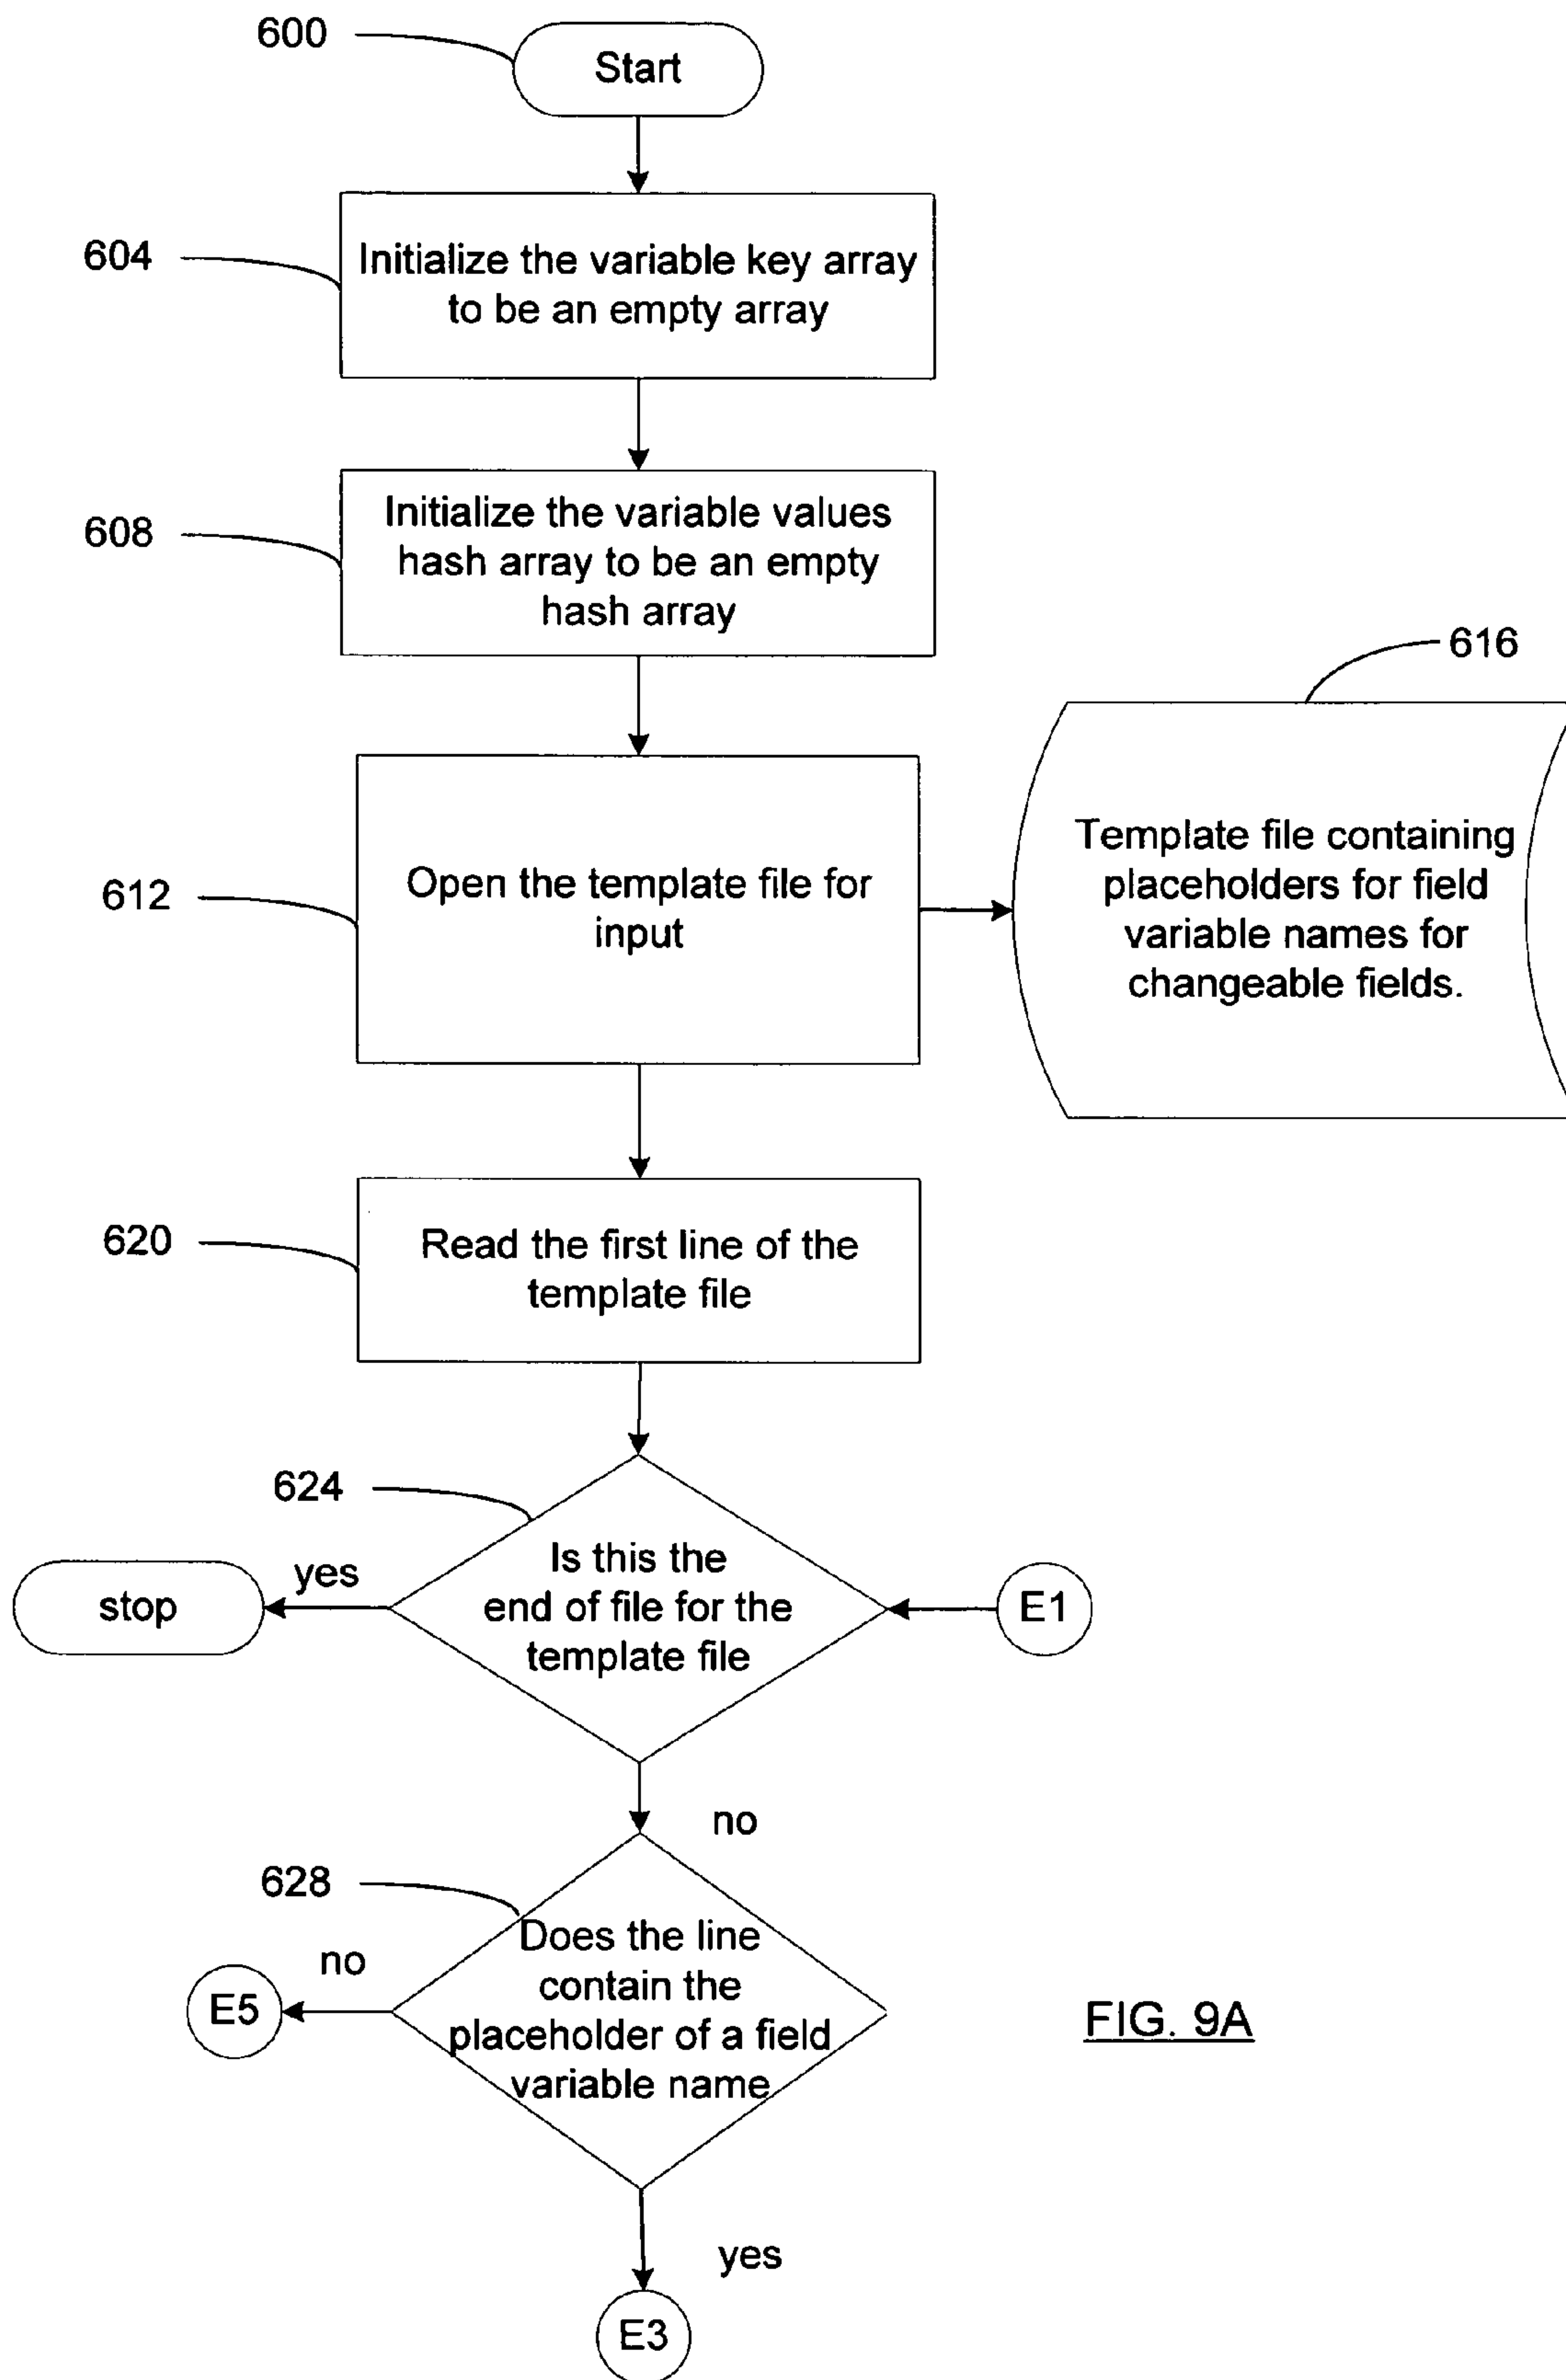 600
Start
604
Initialize the variable key array
to be an empty array
608
Initialize the variable values
hash array to be an empty
hash array
616
612
Open the template file for
input
Template file containing
placeholders for field
variable names for
changeable fields.
620
Read the first line of the
template file
624
Is this the
end of file for the
template file
yes
stop
E1
no
628
Does the line
contain the
placeholder of a field
variable name
no
E5
FIG. 9A
yes
E3